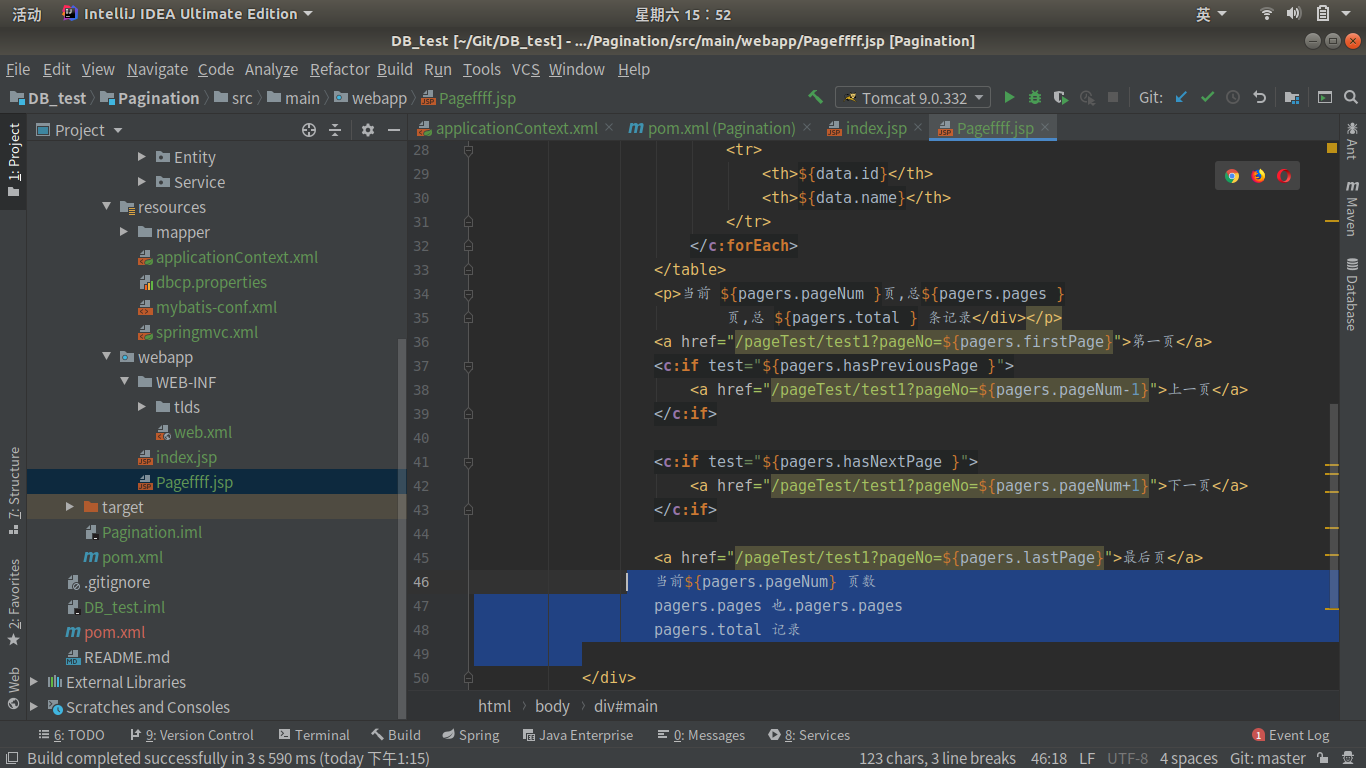 活动 IntelliJ IDEA Ultimate Edition 星期六 15：52 英
DB_test [~/Git/DB_test] - .../Pagination/src/main/webapp/Pageffff.jsp [Pagination]
File Edit View Navigate Code Analyze Refactor Build Run Tools VCS Window Help
DB_test Pagination src main webapp Pageffff.jsp Tomcat 9.0.332 Git:
Project
applicationContext.xml pom.xml (Pagination) index.jsp Pageffff.jsp
1: Project
7: Structure
2: Favorites
Web
Entity
Service
resources
mapper
applicationContext.xml
dbcp.properties
mybatis-conf.xml
springmvc.xml
webapp
WEB-INF
tlds
web.xml
index.jsp
Pageffff.jsp
target
Pagination.iml
pom.xml
.gitignore
DB_test.iml
pom.xml
README.md
External Libraries
Scratches and Consoles
28 <tr>
29 <th>${data.id}</th>
30 <th>${data.name}</th>
31 </tr>
32 </c:forEach>
33 </table>
34 <p>当前 ${pagers.pageNum }页,总${pagers.pages }
35 页,总 ${pagers.total } 条记录</div></p>
36 <a href="/pageTest/test1?pageNo=${pagers.firstPage}">第一页</a>
37 <c:if test="${pagers.hasPreviousPage }">
38 <a href="/pageTest/test1?pageNo=${pagers.pageNum-1}">上一页</a>
39 </c:if>
40
41 <c:if test="${pagers.hasNextPage }">
42 <a href="/pageTest/test1?pageNo=${pagers.pageNum+1}">下一页</a>
43 </c:if>
44
45 <a href="/pageTest/test1?pageNo=${pagers.lastPage}">最后页</a>
46 当前${pagers.pageNum} 页数
47 pagers.pages 也.pagers.pages
48 pagers.total 记录
49
50 </div>
Ant
Maven
Database
html body div#main
6: TODO 9: Version Control Terminal Build Spring Java Enterprise 0: Messages 8: Services 1 Event Log
Build completed successfully in 3 s 590 ms (today 下午1:15) 123 chars, 3 line breaks 46:18 LF UTF-8 4 spaces Git: master